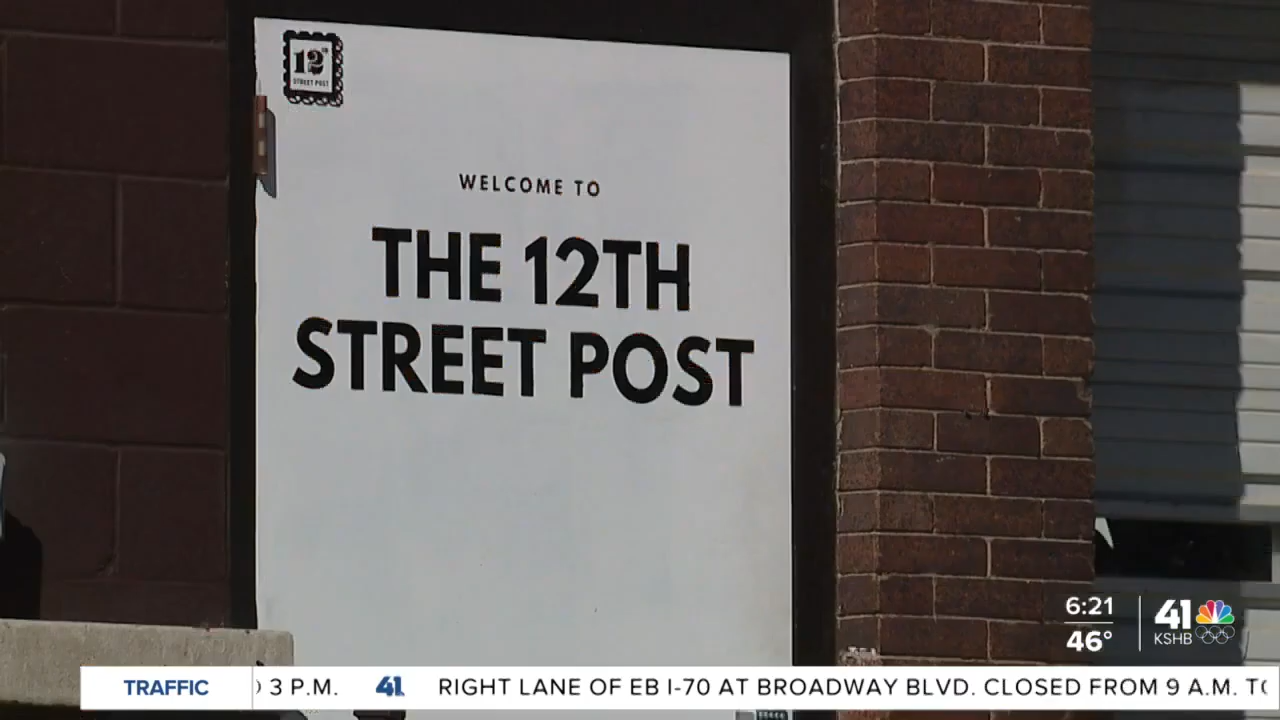 12TH
STREET POST
WELCOME TO
THE 12TH
STREET POST
6:21
46°
41
KSHB
TRAFFIC
3 P.M. 41 RIGHT LANE OF EB I-70 AT BROADWAY BLVD. CLOSED FROM 9 A.M.